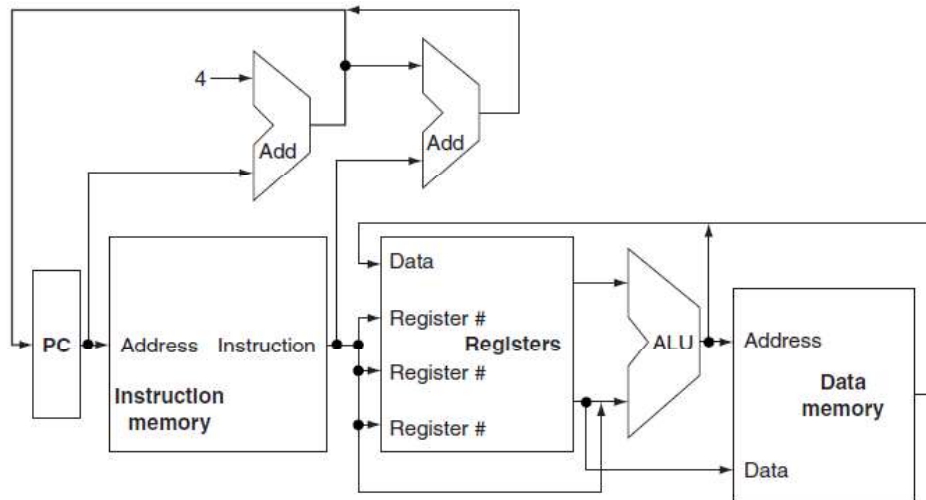 4
Add
Add
Data
Register #
PC
Address Instruction
Registers
ALU
Address
Register #
Instruction
memory
Data
memory
Register #
Data